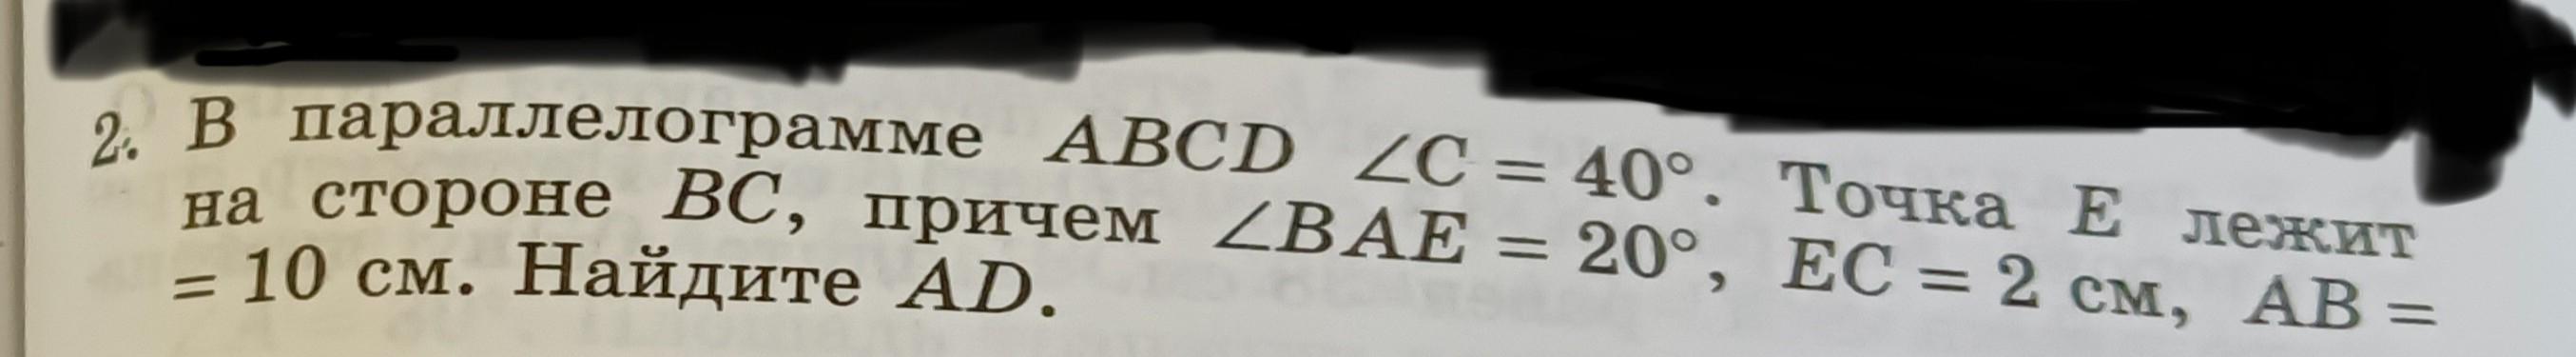 2. В параллелограмме ABCD ∠C = 40°. Точка E лежит
на стороне BC, причем ∠BAE = 20°, EC = 2 см, AB =
= 10 см. Найдите AD.